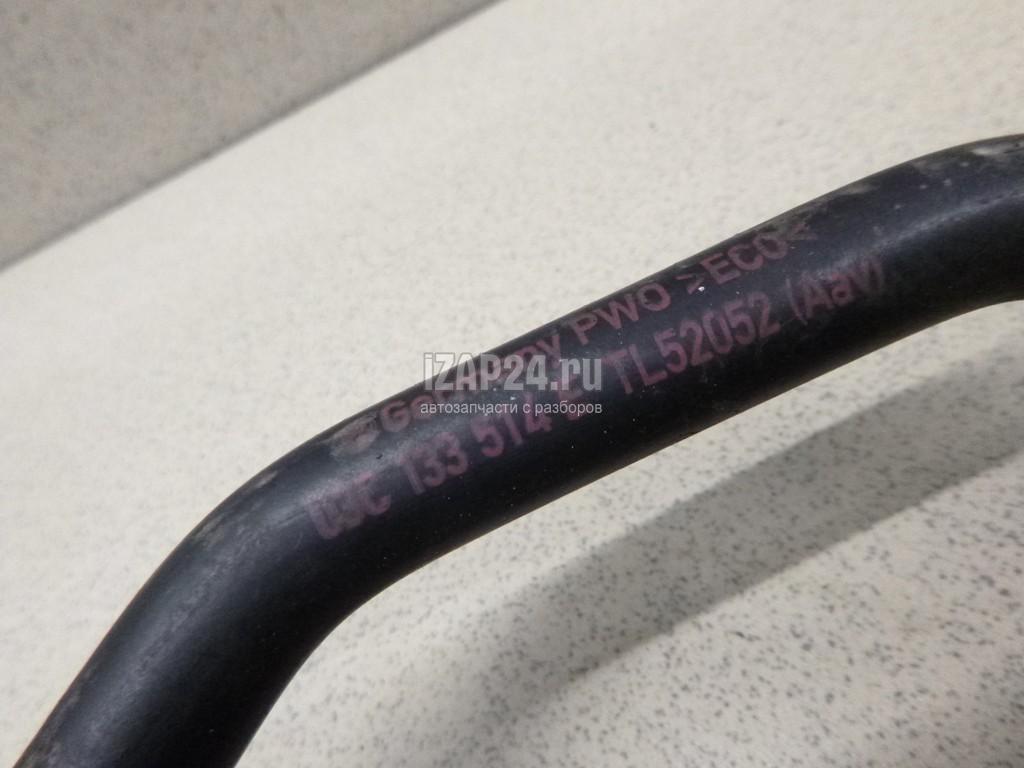 Germany PWO >ECO<
03C 133 514 E TL52052 (Aav)
iZAP24.ru
автозапчасти с разборов